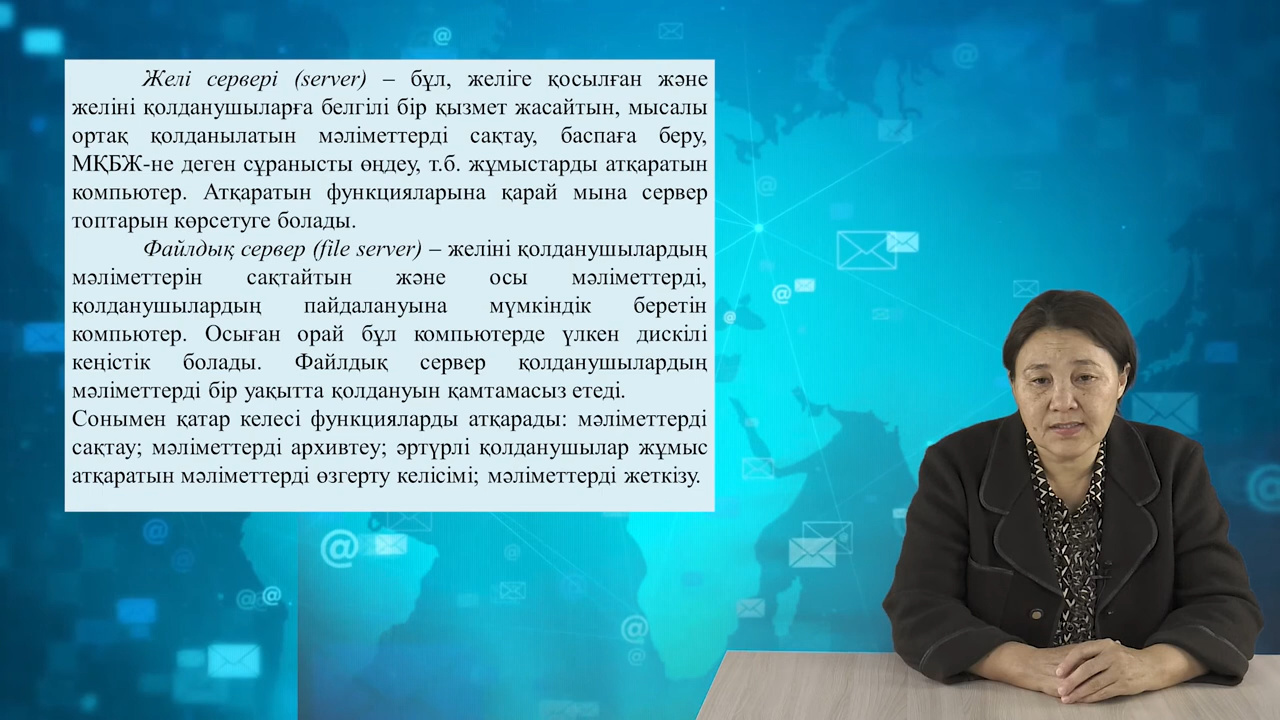 Желі сервері (server) – бұл, желіге қосылған және
желіні қолданушыларға белгілі бір қызмет жасайтын, мысалы
ортақ қолданылатын мәліметтерді сақтау, баспаға беру,
МҚБЖ-не деген сұранысты өңдеу, т.б. жұмыстарды атқаратын
компьютер. Атқаратын функцияларына қарай мына сервер
топтарын көрсетуге болады.
Файлдық сервер (file server) – желіні қолданушылардың
мәліметтерін сақтайтын және осы мәліметтерді,
қолданушылардың пайдалануына мүмкіндік беретін
компьютер. Осыған орай бұл компьютерде үлкен дискілі
кеңістік болады. Файлдық сервер қолданушылардың
мәліметтерді бір уақытта қолдануын қамтамасыз етеді.
Сонымен қатар келесі функцияларды атқарады: мәліметтерді
сақтау; мәліметтерді архивтеу; әртүрлі қолданушылар жұмыс
атқаратын мәліметтерді өзгерту келісімі; мәліметтерді жеткізу.